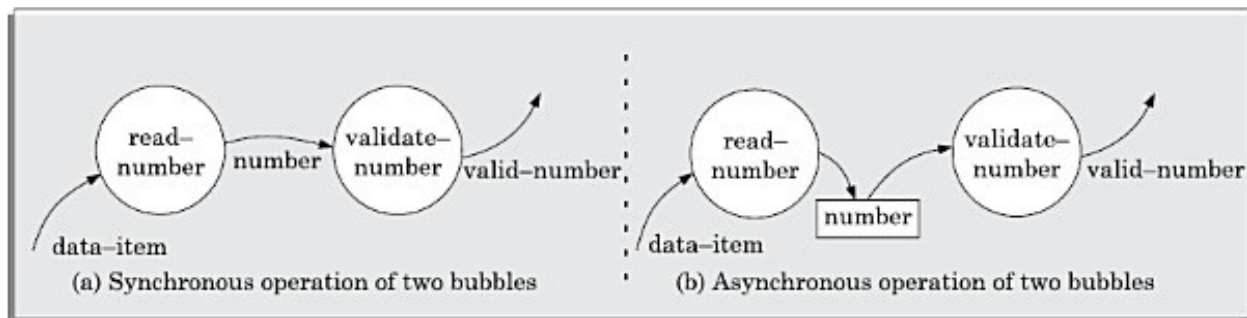 read–
number
number
validate–
number
valid–number
data–item
(a) Synchronous operation of two bubbles
read–
number
number
validate–
number
valid–number
data–item
(b) Asynchronous operation of two bubbles